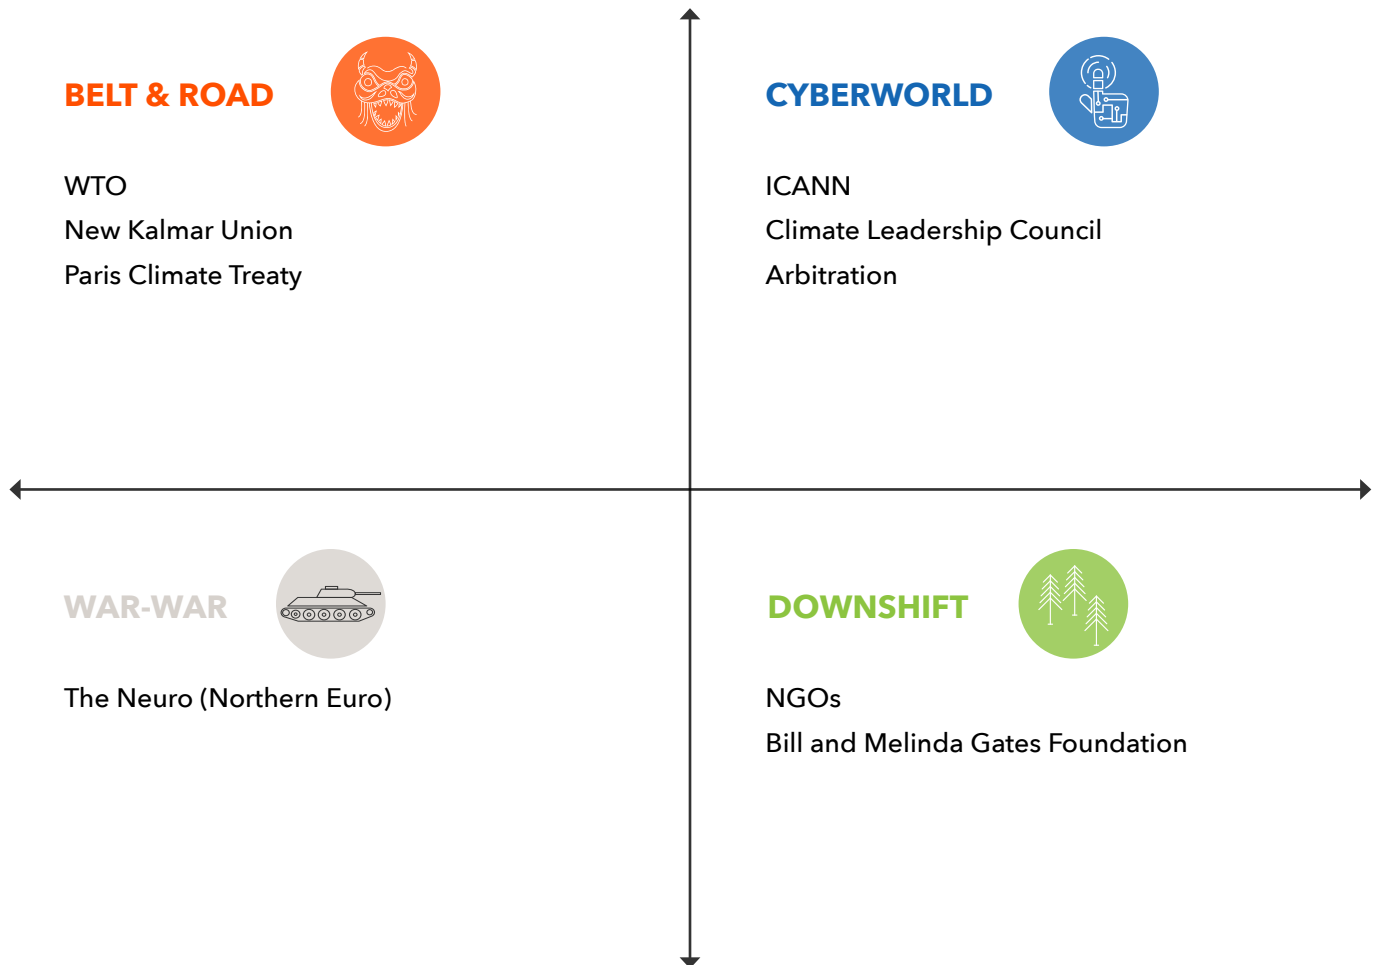 BELT & ROAD
WTO
New Kalmar Union
Paris Climate Treaty
CYBERWORLD
ICANN
Climate Leadership Council
Arbitration
WAR-WAR
The Neuro (Northern Euro)
DOWNSHIFT
NGOs
Bill and Melinda Gates Foundation